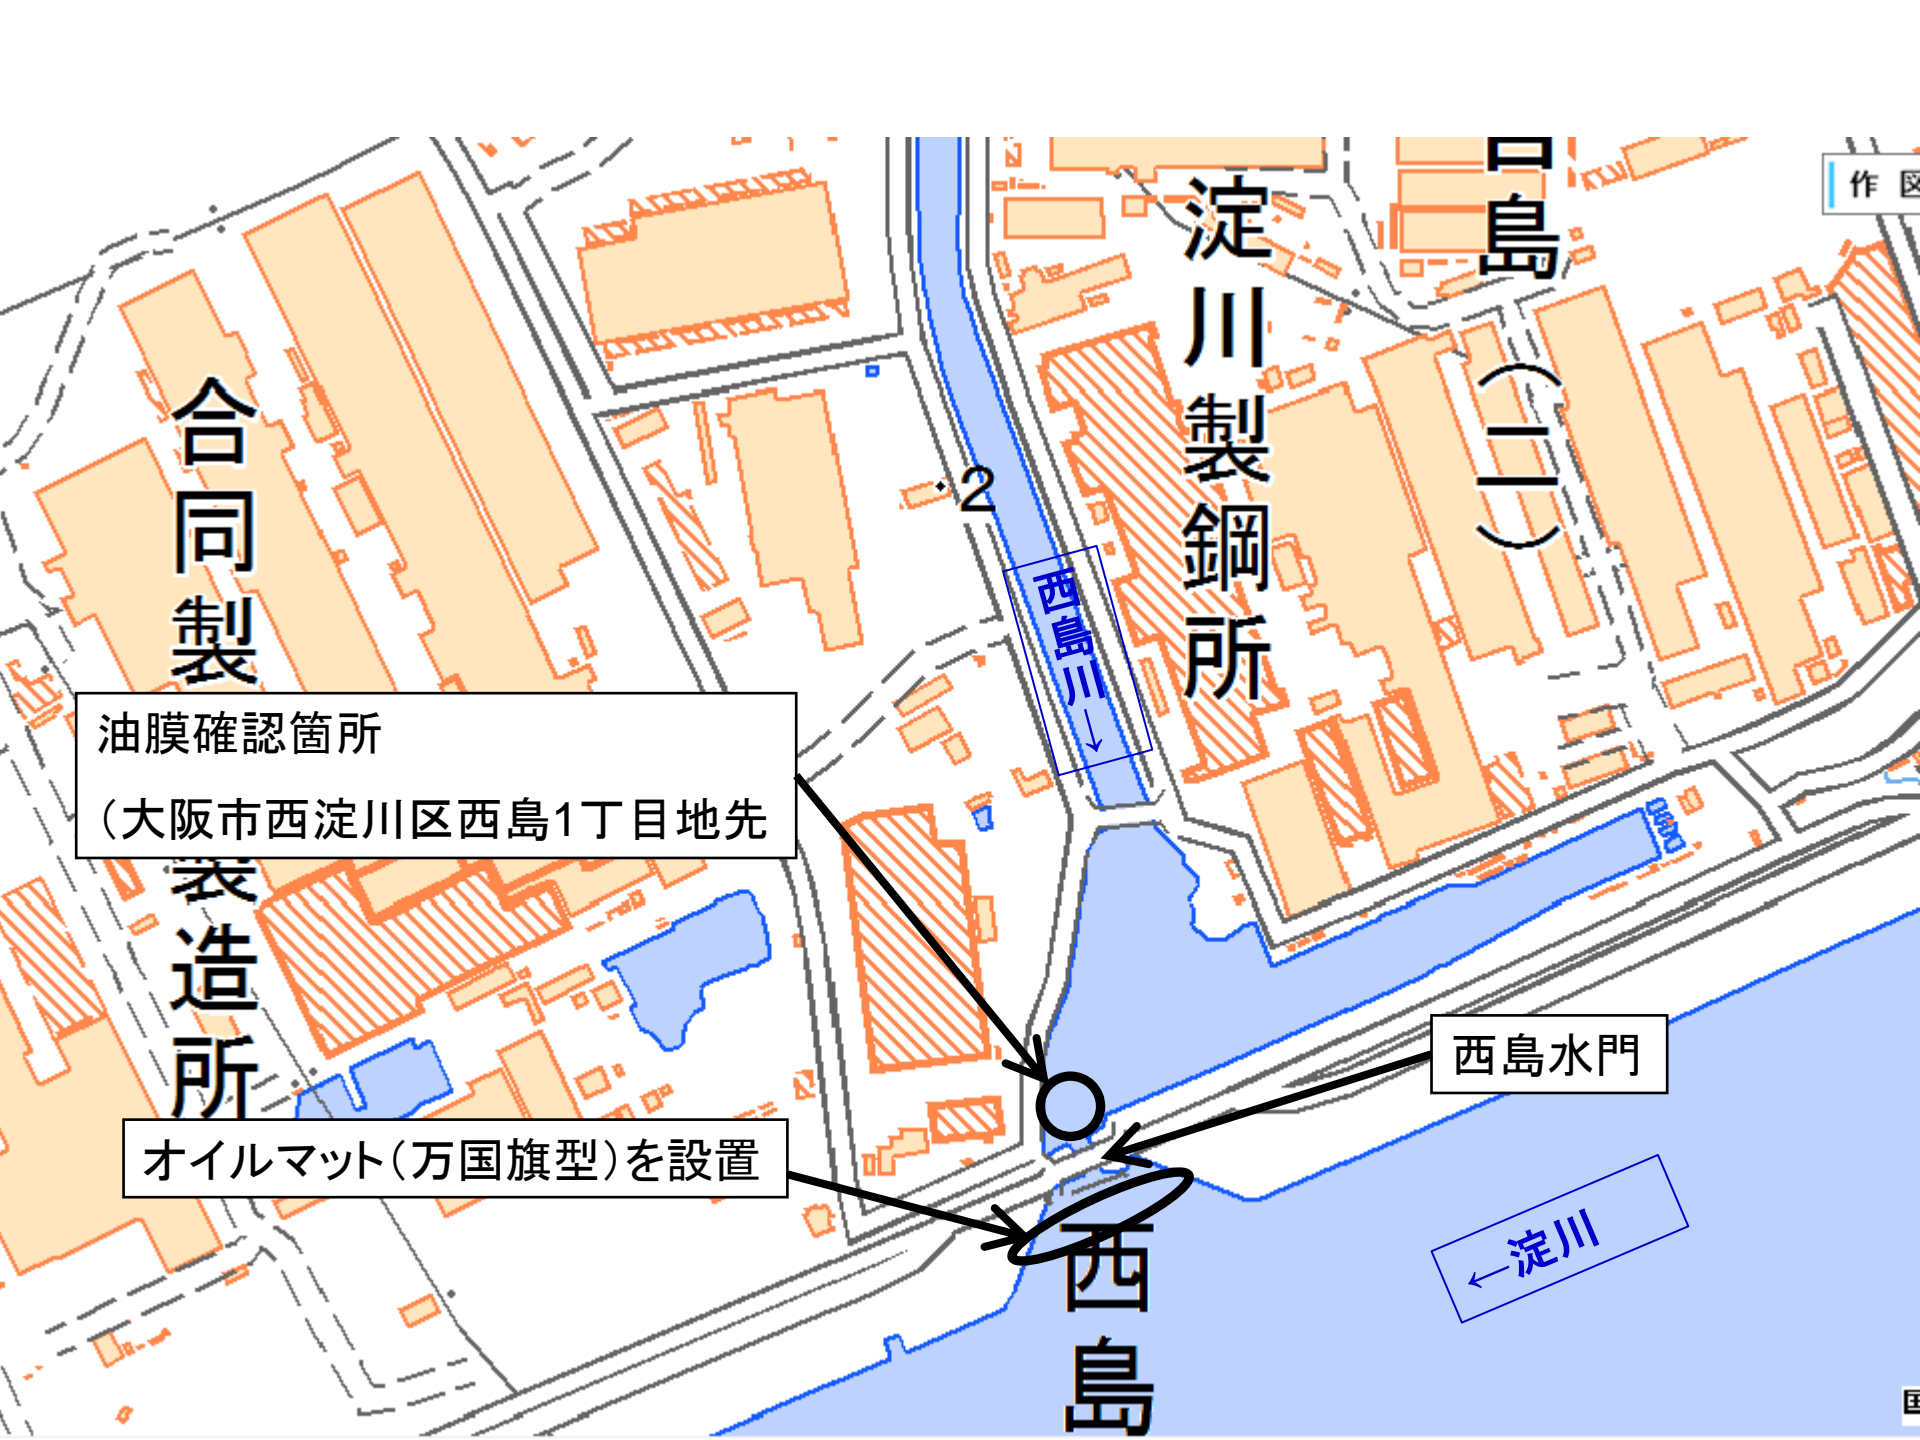 淀川製鋼所
島(二)
作 図
合同製
製造所
2
西島川→
油膜確認箇所
(大阪市西淀川区西島1丁目地先
西島水門
オイルマット(万国旗型)を設置
←淀川
西島